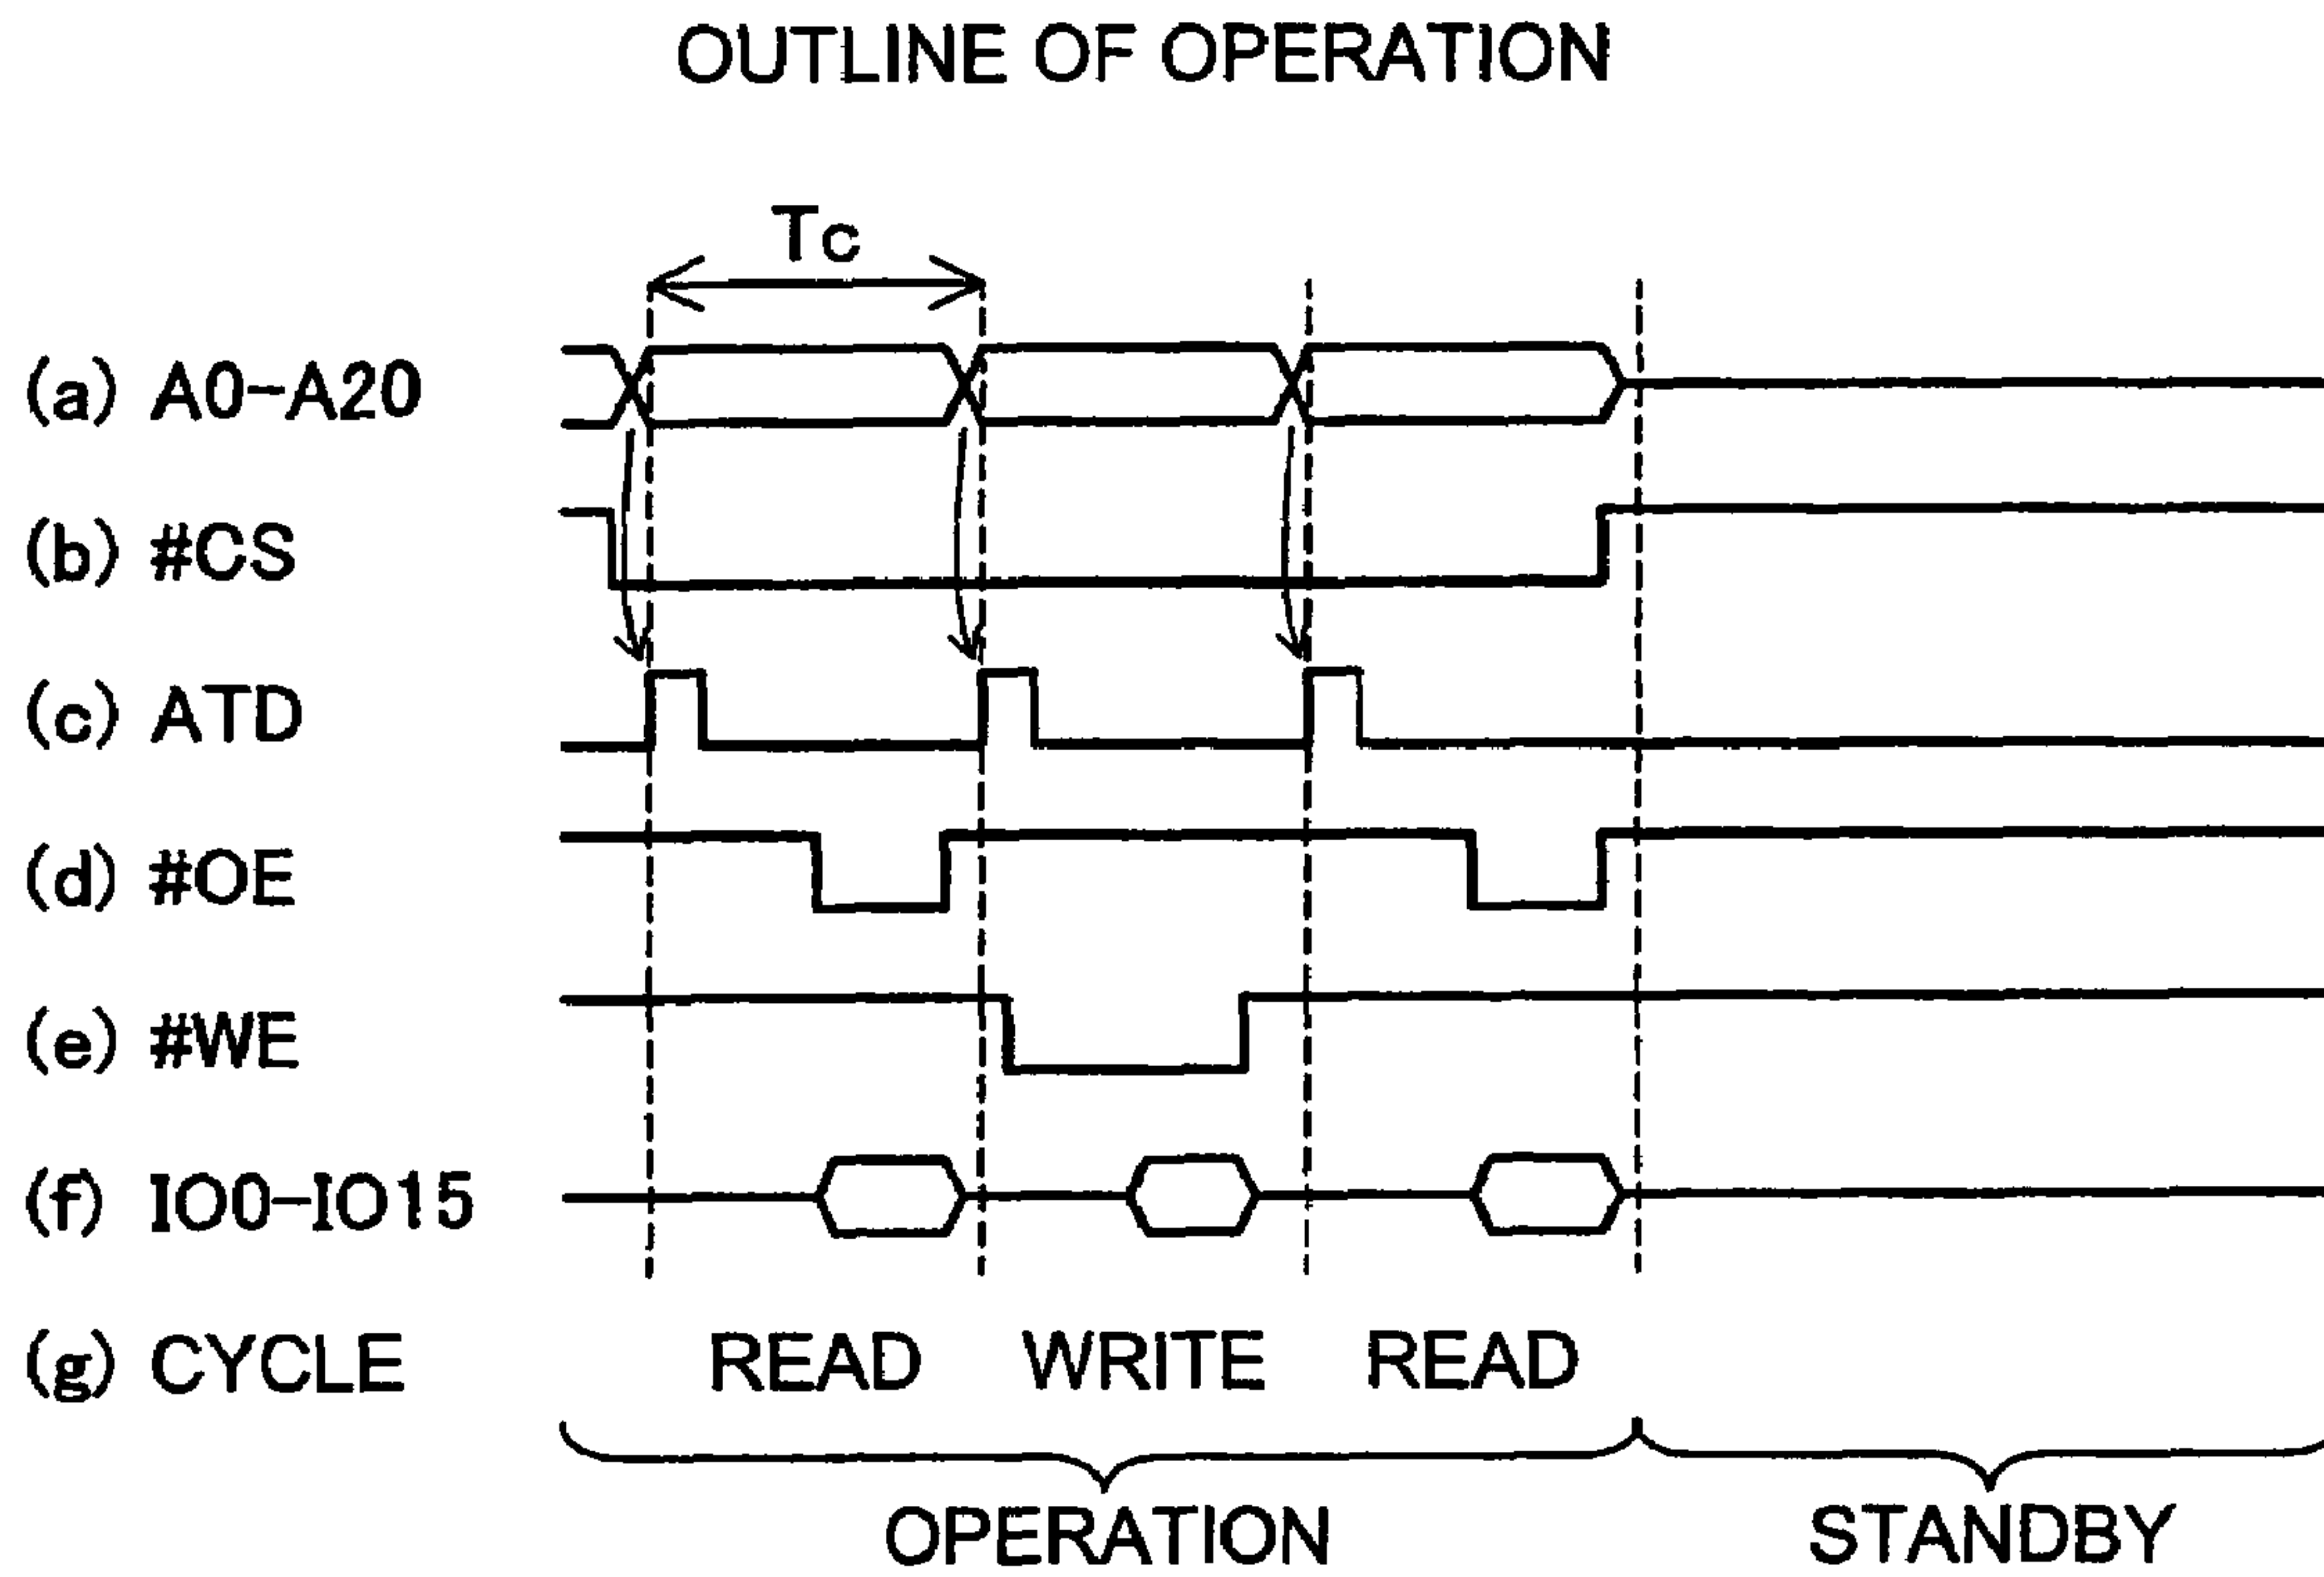 OUTLINE OF OPERATION
Tc
(a) A0-A20
(b) #CS
(c) ATD
(d) #OE
(e) #WE
(f) IO0-IO15
(g) CYCLE READ WRITE READ
OPERATION STANDBY